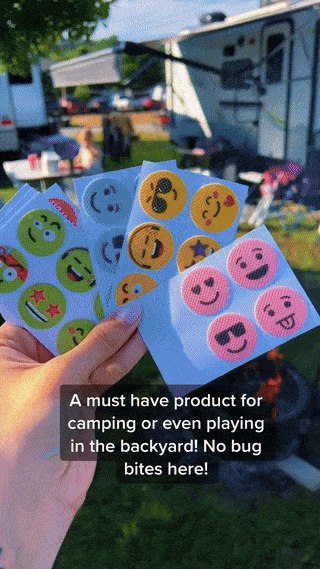 A must have product for
camping or even playing
in the backyard! No bug
bites here!